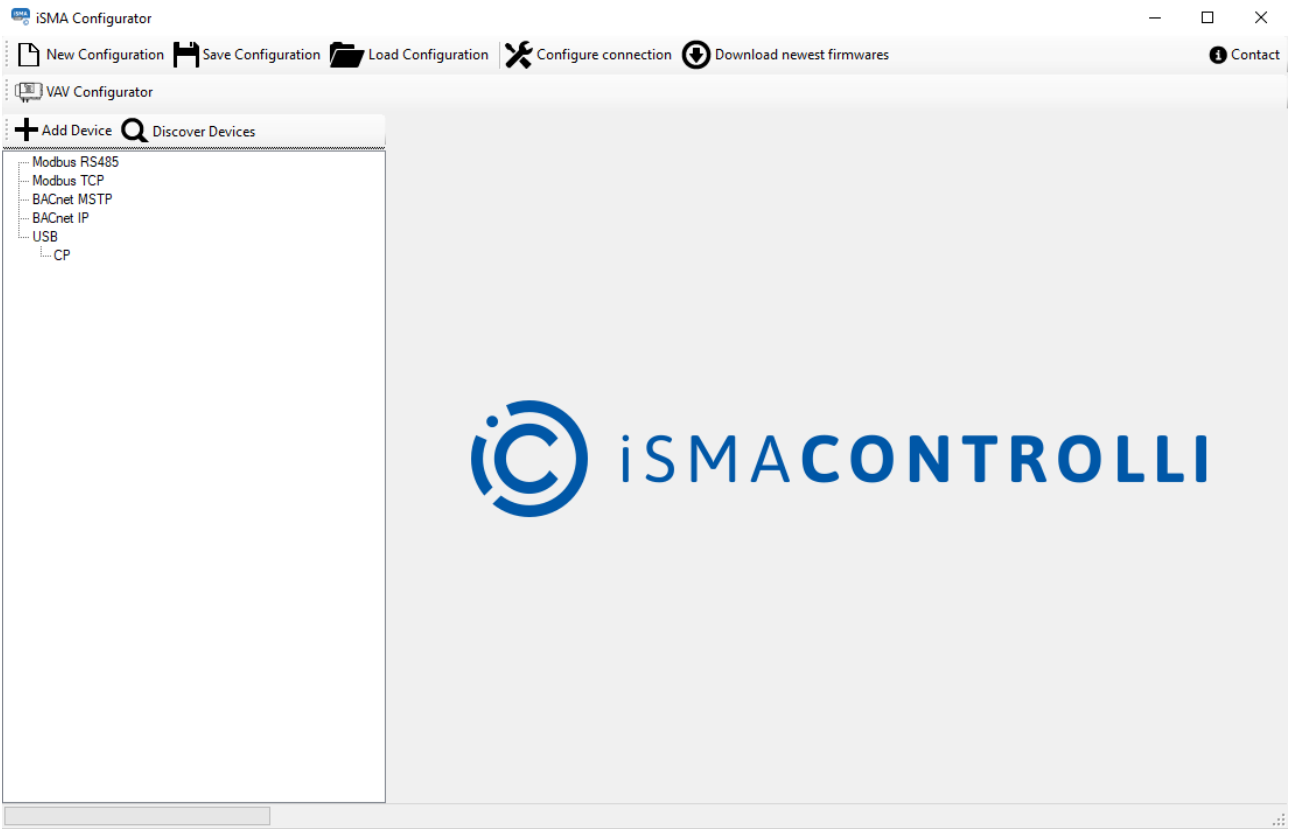 iSMA Configurator
New Configuration Save Configuration Load Configuration Configure connection Download newest firmwares Contact
VAV Configurator
Add Device Discover Devices
Modbus RS485
Modbus TCP
BACnet MSTP
BACnet IP
USB
CP
iSMACONTROLLI